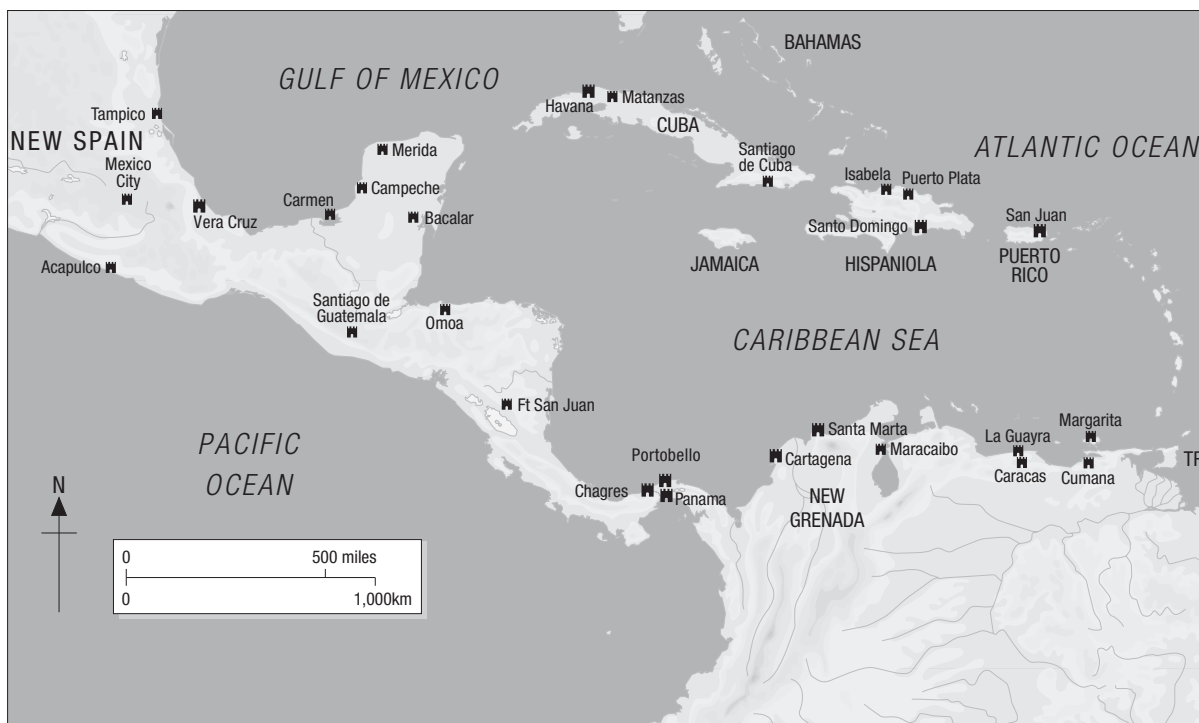 BAHAMAS
GULF OF MEXICO
Havana
Matanzas
Tampico
CUBA
NEW SPAIN
ATLANTIC OCEAN
Merida
Mexico
City
Santiago
de Cuba
Isabela
Puerto Plata
Campeche
Carmen
Vera Cruz
Bacalar
Santo Domingo
San Juan
Acapulco
JAMAICA
HISPANIOLA
PUERTO
RICO
Santiago de
Guatemala
Omoa
CARIBBEAN SEA
Ft San Juan
PACIFIC
OCEAN
Santa Marta
Margarita
La Guayra
Portobello
Cartagena
Maracaibo
TR
Caracas
Cumana
Chagres
Panama
NEW
GRENADA
N
0
500 miles
0
1,000km